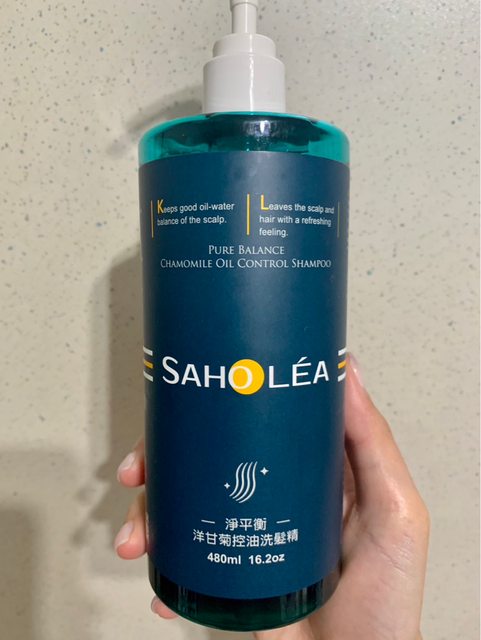 Keeps good oil-water
balance of the scalp.
Leaves the scalp and
hair with a refreshing
feeling.
PURE BALANCE
CHAMOMILE OIL CONTROL SHAMPOO
SAHOLÉA
— 淨平衡 —
洋甘菊控油洗髮精
480ml 16.2oz